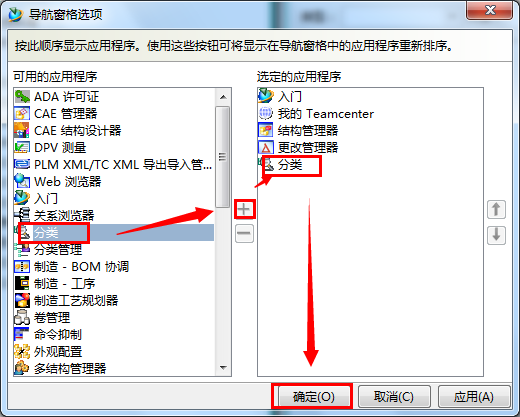 导航窗格选项
按此顺序显示应用程序。使用这些按钮可将显示在导航窗格中的应用程序重新排序。
可用的应用程序
ADA 许可证
CAE 管理器
CAE 结构设计器
DPV 测量
PLM XML/TC XML 导出导入管...
Web 浏览器
入门
关系浏览器
分类
分类管理
制造 - BOM 协调
制造 - 工序
制造工艺规划器
卷管理
命令抑制
外观配置
多结构管理器
选定的应用程序
入门
我的 Teamcenter
结构管理器
更改管理器
分类
确定(O)
取消(C)
应用(A)